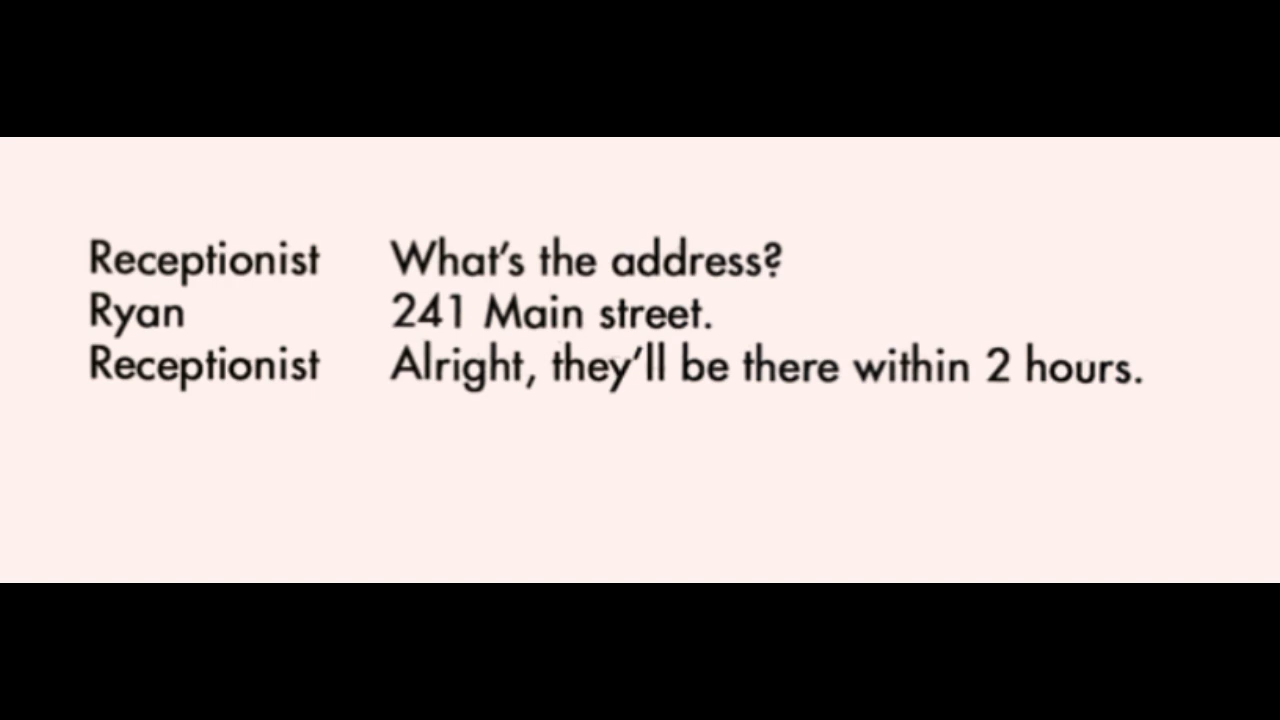 Receptionist What’s the address?
Ryan 241 Main street.
Receptionist Alright, they’ll be there within 2 hours.